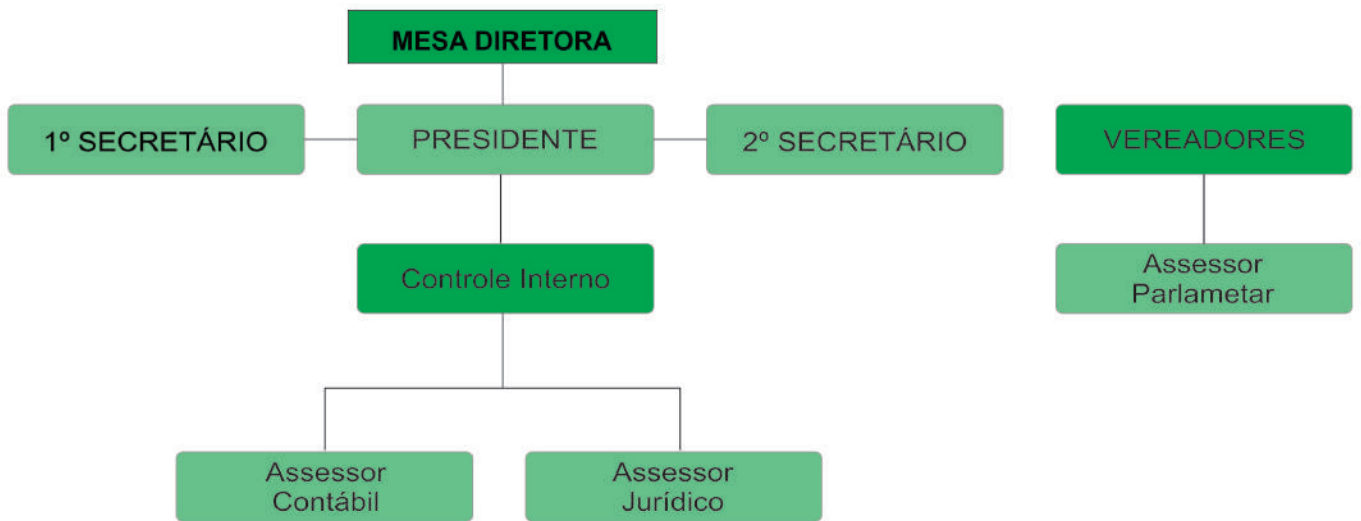 MESA DIRETORA
1º SECRETÁRIO
PRESIDENTE
2º SECRETÁRIO
VEREADORES
Controle Interno
Assessor
Parlametar
Assessor
Contábil
Assessor
Jurídico